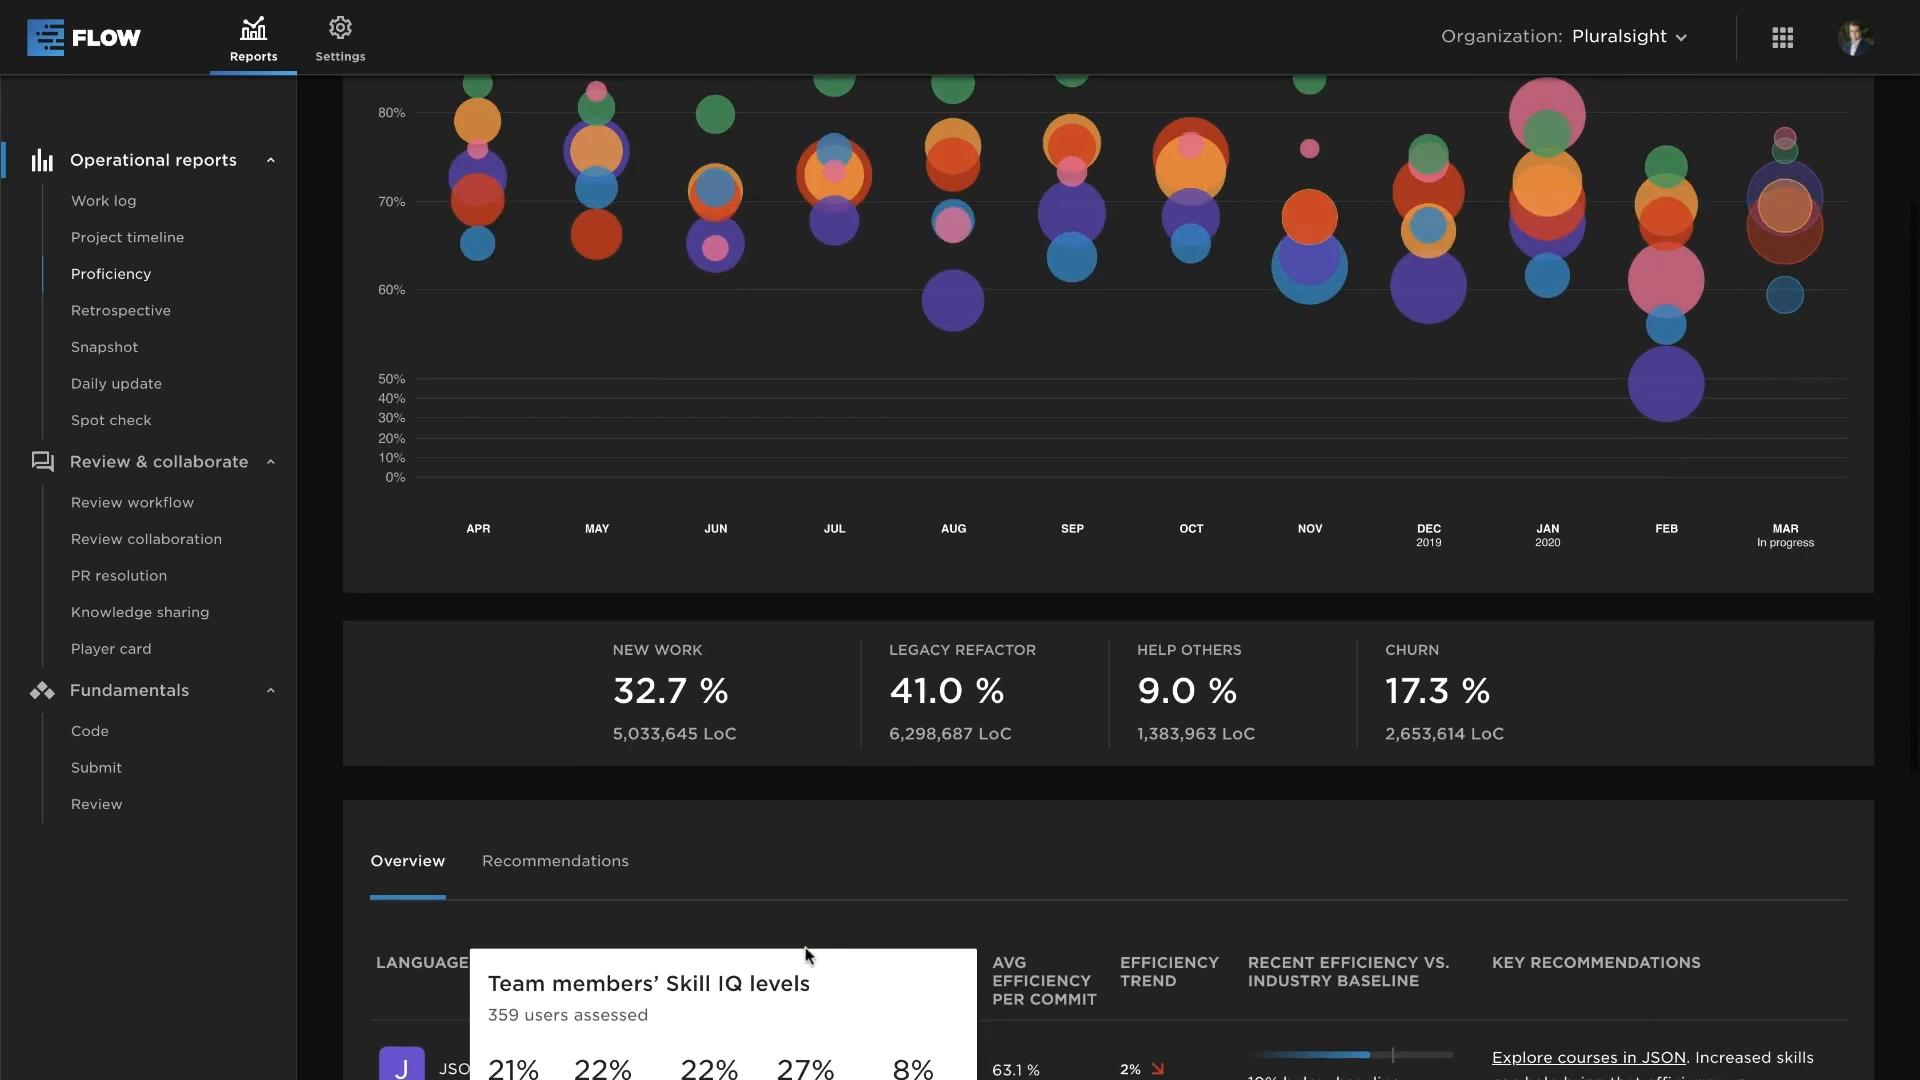 FLOW
Reports
Settings
Organization: Pluralsight
Operational reports
Work log
Project timeline
Proficiency
Retrospective
Snapshot
Daily update
Spot check
Review & collaborate
Review workflow
Review collaboration
PR resolution
Knowledge sharing
Player card
Fundamentals
Code
Submit
Review
80%
70%
60%
50%
40%
30%
20%
10%
0%
APR MAY JUN JUL AUG SEP OCT NOV DEC JAN FEB MAR
2019 2020 In progress
NEW WORK
32.7 %
5,033,645 LoC
LEGACY REFACTOR
41.0 %
6,298,687 LoC
HELP OTHERS
9.0 %
1,383,963 LoC
CHURN
17.3 %
2,653,614 LoC
Overview Recommendations
LANGUAGE
Team members’ Skill IQ levels
359 users assessed
21% 22% 22% 27% 8%
AVG
EFFICIENCY
PER COMMIT
EFFICIENCY
TREND
RECENT EFFICIENCY VS.
INDUSTRY BASELINE
KEY RECOMMENDATIONS
J JSO
63.1 %
2%
Explore courses in JSON. Increased skills